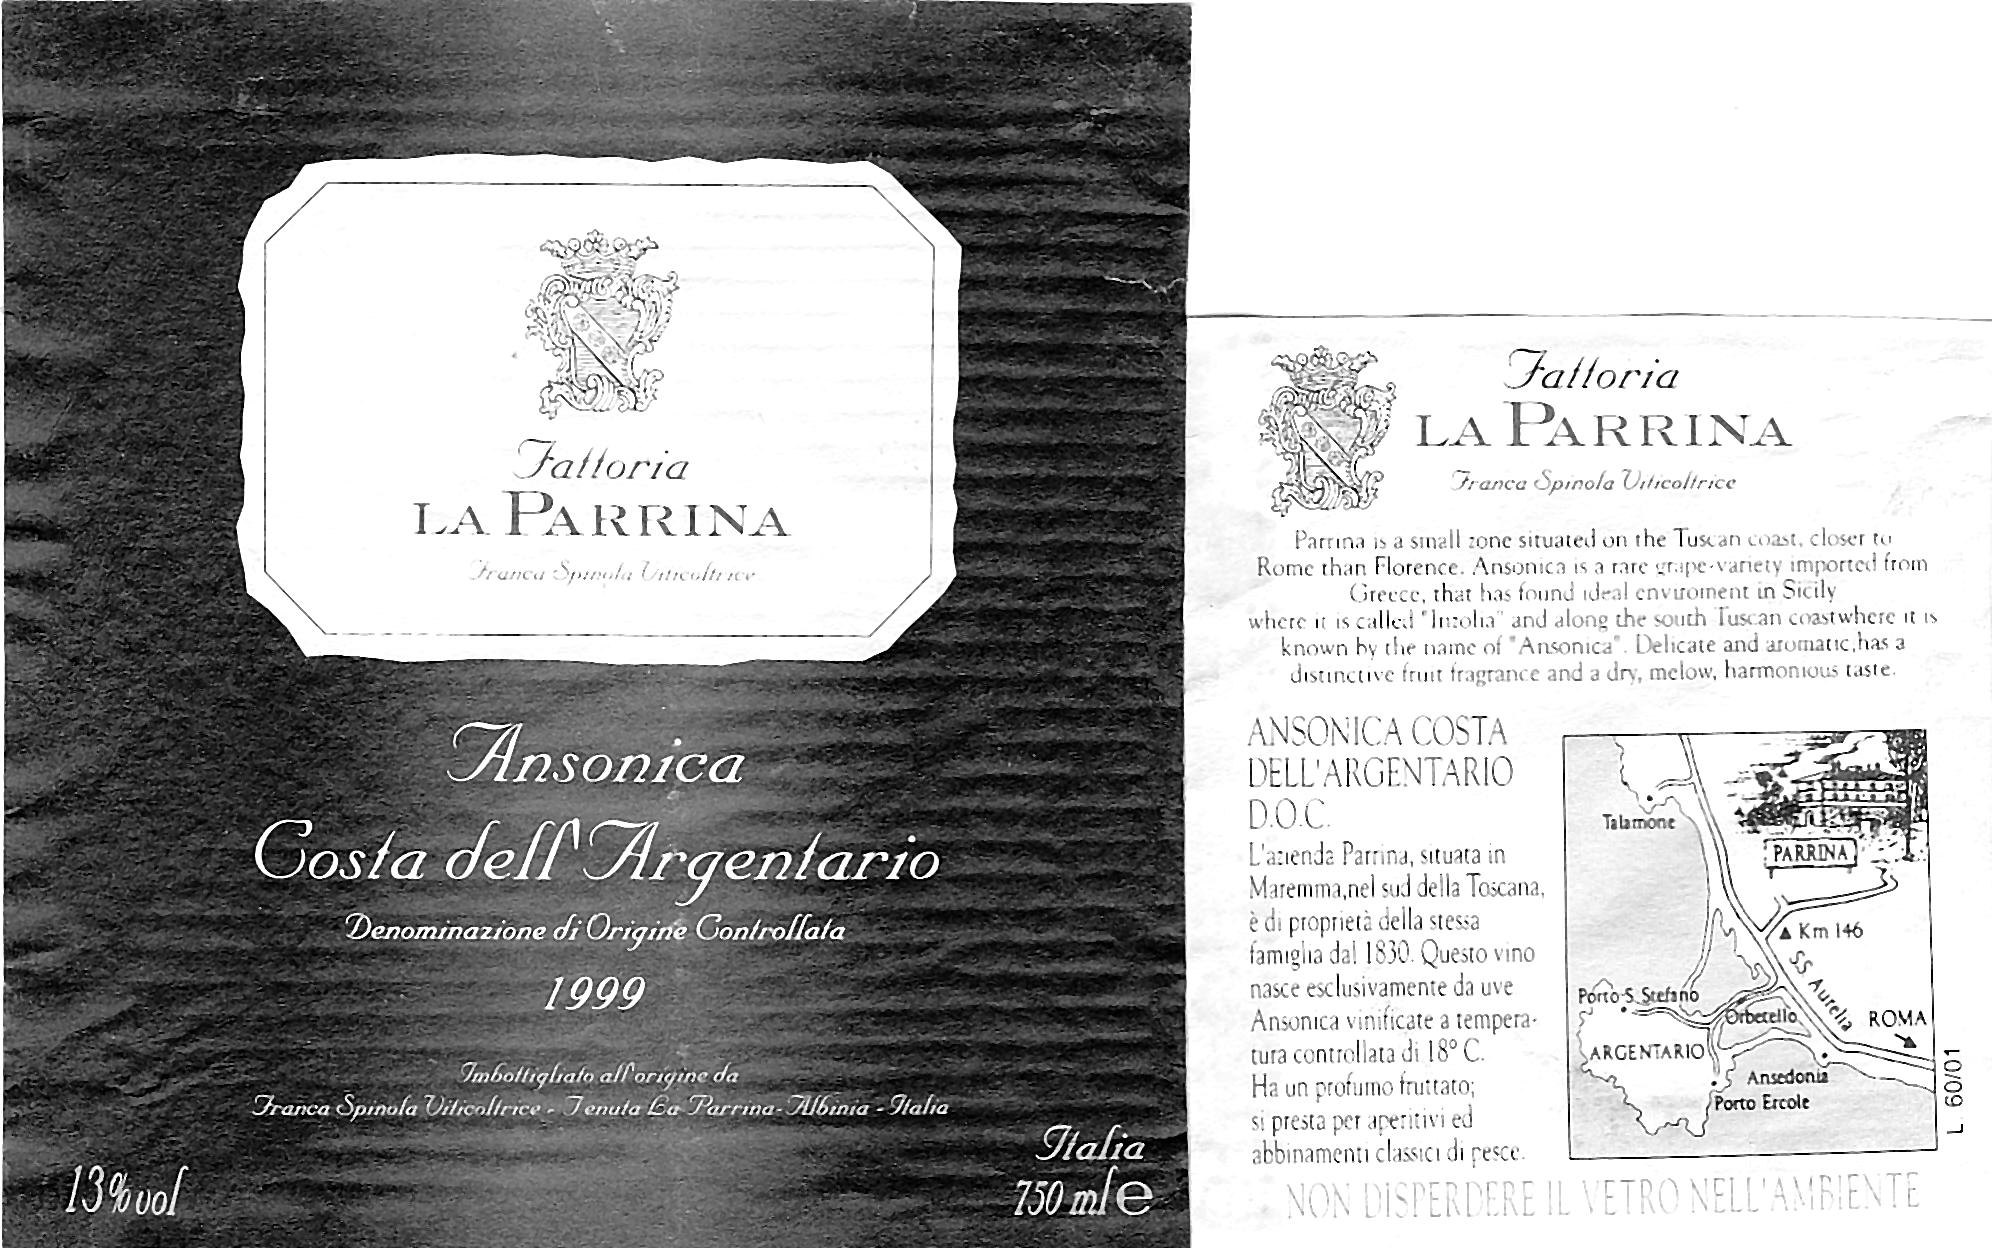 Fattoria
LA PARRINA
Franca Spinola Viticoltrice
Ansonica
Costa dell'Argentario
Denominazione di Origine Controllata
1999
Imbottigliato all'origine da
Franca Spinola Viticoltrice - Tenuta La Parrina - Albinia - Italia
13% vol
Italia
750 ml e
Fattoria
LA PARRINA
Franca Spinola Viticoltrice
Parrina is a small zone situated on the Tuscan coast, closer to
Rome than Florence. Ansonica is a rare grape-variety imported from
Greece, that has found ideal enviroment in Sicily
where it is called "Inzolia" and along the south Tuscan coastwhere it is
known by the name of "Ansonica". Delicate and aromatic,has a
distinctive fruit fragrance and a dry, melow, harmonious taste.
ANSONICA COSTA
DELL'ARGENTARIO
D.O.C.
L'azienda Parrina, situata in
Maremma,nel sud della Toscana,
è di proprietà della stessa
famiglia dal 1830. Questo vino
nasce esclusivamente da uve
Ansonica vinificate a tempera-
tura controllata di 18° C.
Ha un profumo fruttato;
si presta per aperitivi ed
abbinamenti classici di pesce.
Talamone
PARRINA
Km 146
SS Aurelia
Porto S. Stefano
Orbetello
ROMA
ARGENTARIO
Ansedonia
Porto Ercole
L 60/01
NON DISPERDERE IL VETRO NELL'AMBIENTE